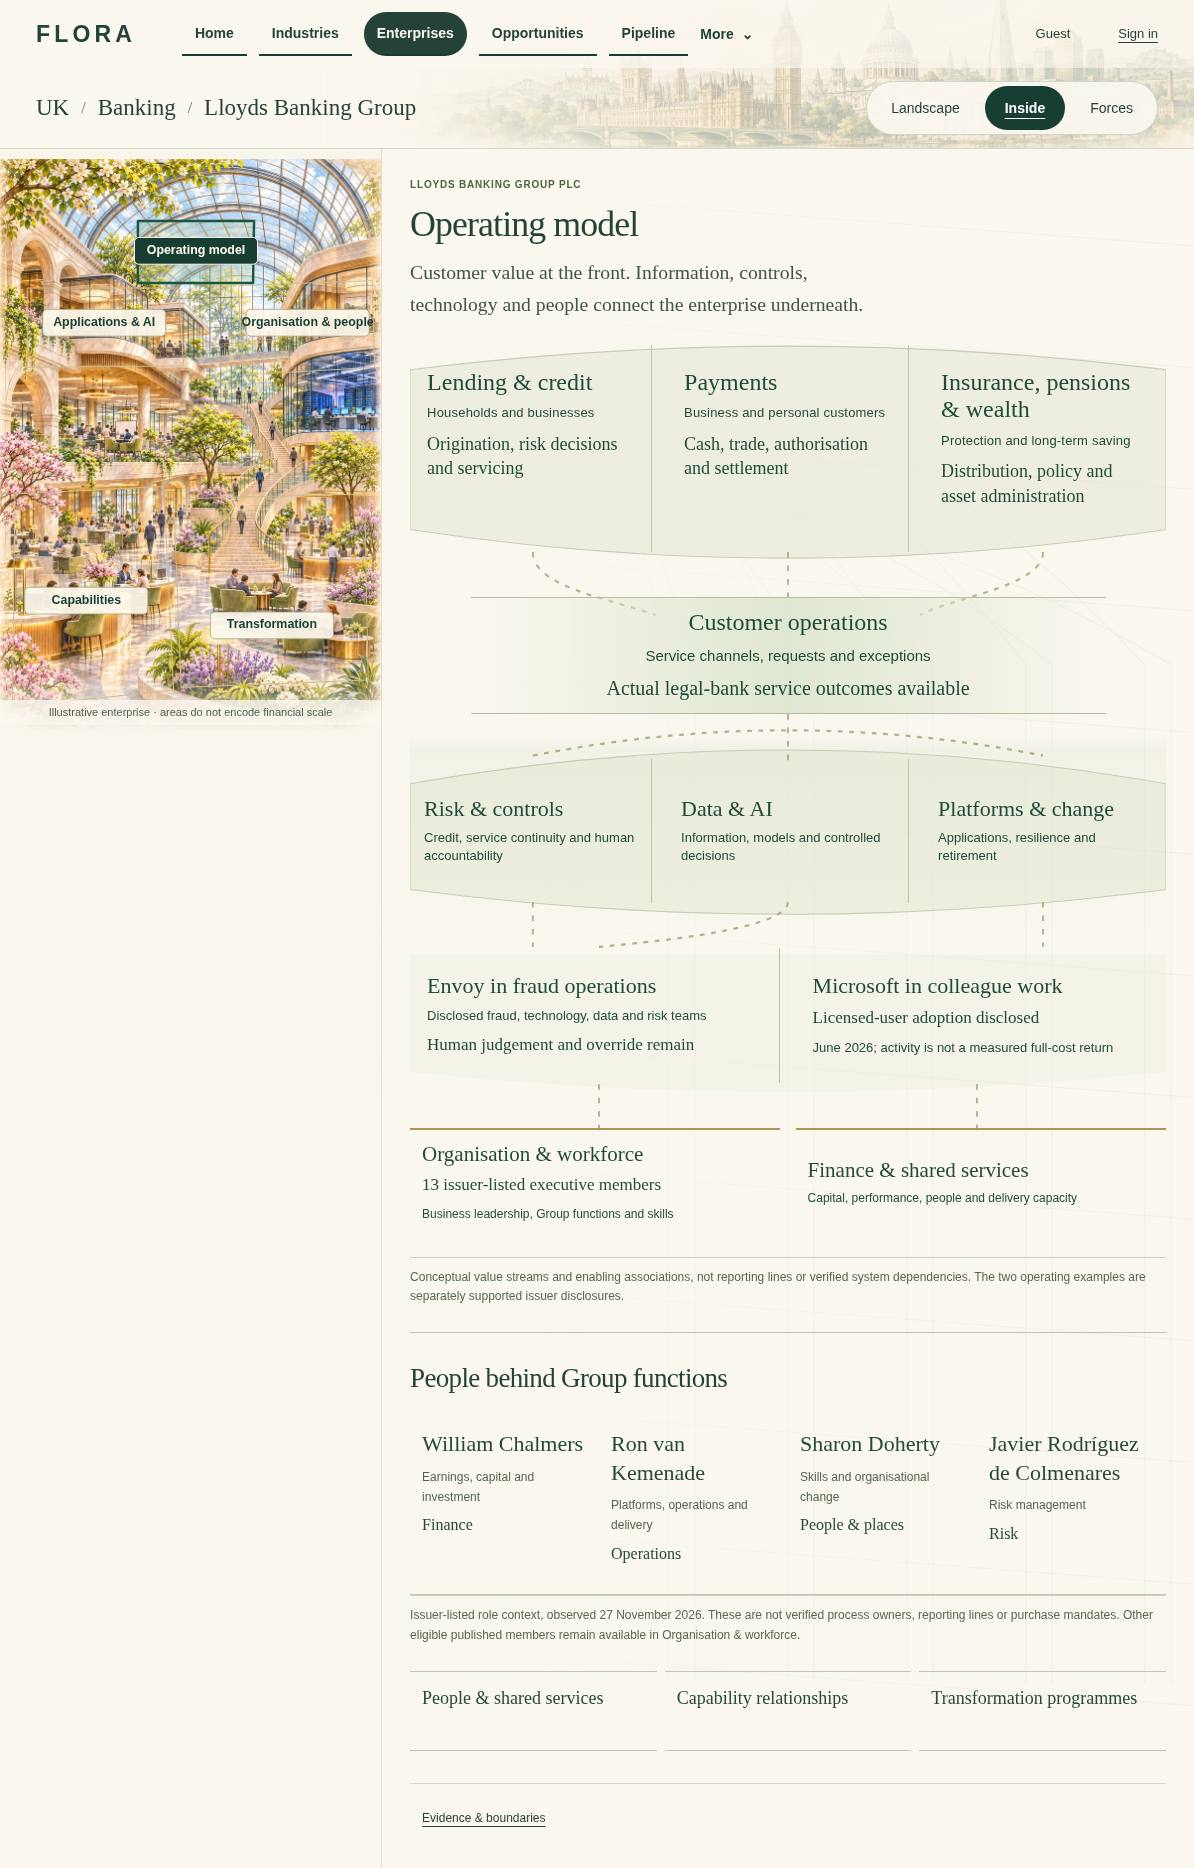 FLORA
Home
Industries
Enterprises
Opportunities
Pipeline
More
Guest
Sign in
UK / Banking / Lloyds Banking Group
Landscape
Inside
Forces
Operating model
Applications & AI
Organisation & people
Capabilities
Transformation
Illustrative enterprise · areas do not encode financial scale
LLOYDS BANKING GROUP PLC
Operating model
Customer value at the front. Information, controls,
technology and people connect the enterprise underneath.
Lending & credit
Households and businesses
Origination, risk decisions
and servicing
Payments
Business and personal customers
Cash, trade, authorisation
and settlement
Insurance, pensions
& wealth
Protection and long-term saving
Distribution, policy and
asset administration
Customer operations
Service channels, requests and exceptions
Actual legal-bank service outcomes available
Risk & controls
Credit, service continuity and human
accountability
Data & AI
Information, models and controlled
decisions
Platforms & change
Applications, resilience and
retirement
Envoy in fraud operations
Disclosed fraud, technology, data and risk teams
Human judgement and override remain
Microsoft in colleague work
Licensed-user adoption disclosed
June 2026; activity is not a measured full-cost return
Organisation & workforce
13 issuer-listed executive members
Business leadership, Group functions and skills
Finance & shared services
Capital, performance, people and delivery capacity
Conceptual value streams and enabling associations, not reporting lines or verified system dependencies. The two operating examples are
separately supported issuer disclosures.
People behind Group functions
William Chalmers
Earnings, capital and
investment
Finance
Ron van
Kemenade
Platforms, operations and
delivery
Operations
Sharon Doherty
Skills and organisational
change
People & places
Javier Rodríguez
de Colmenares
Risk management
Risk
Issuer-listed role context, observed 27 November 2026. These are not verified process owners, reporting lines or purchase mandates. Other
eligible published members remain available in Organisation & workforce.
People & shared services
Capability relationships
Transformation programmes
Evidence & boundaries